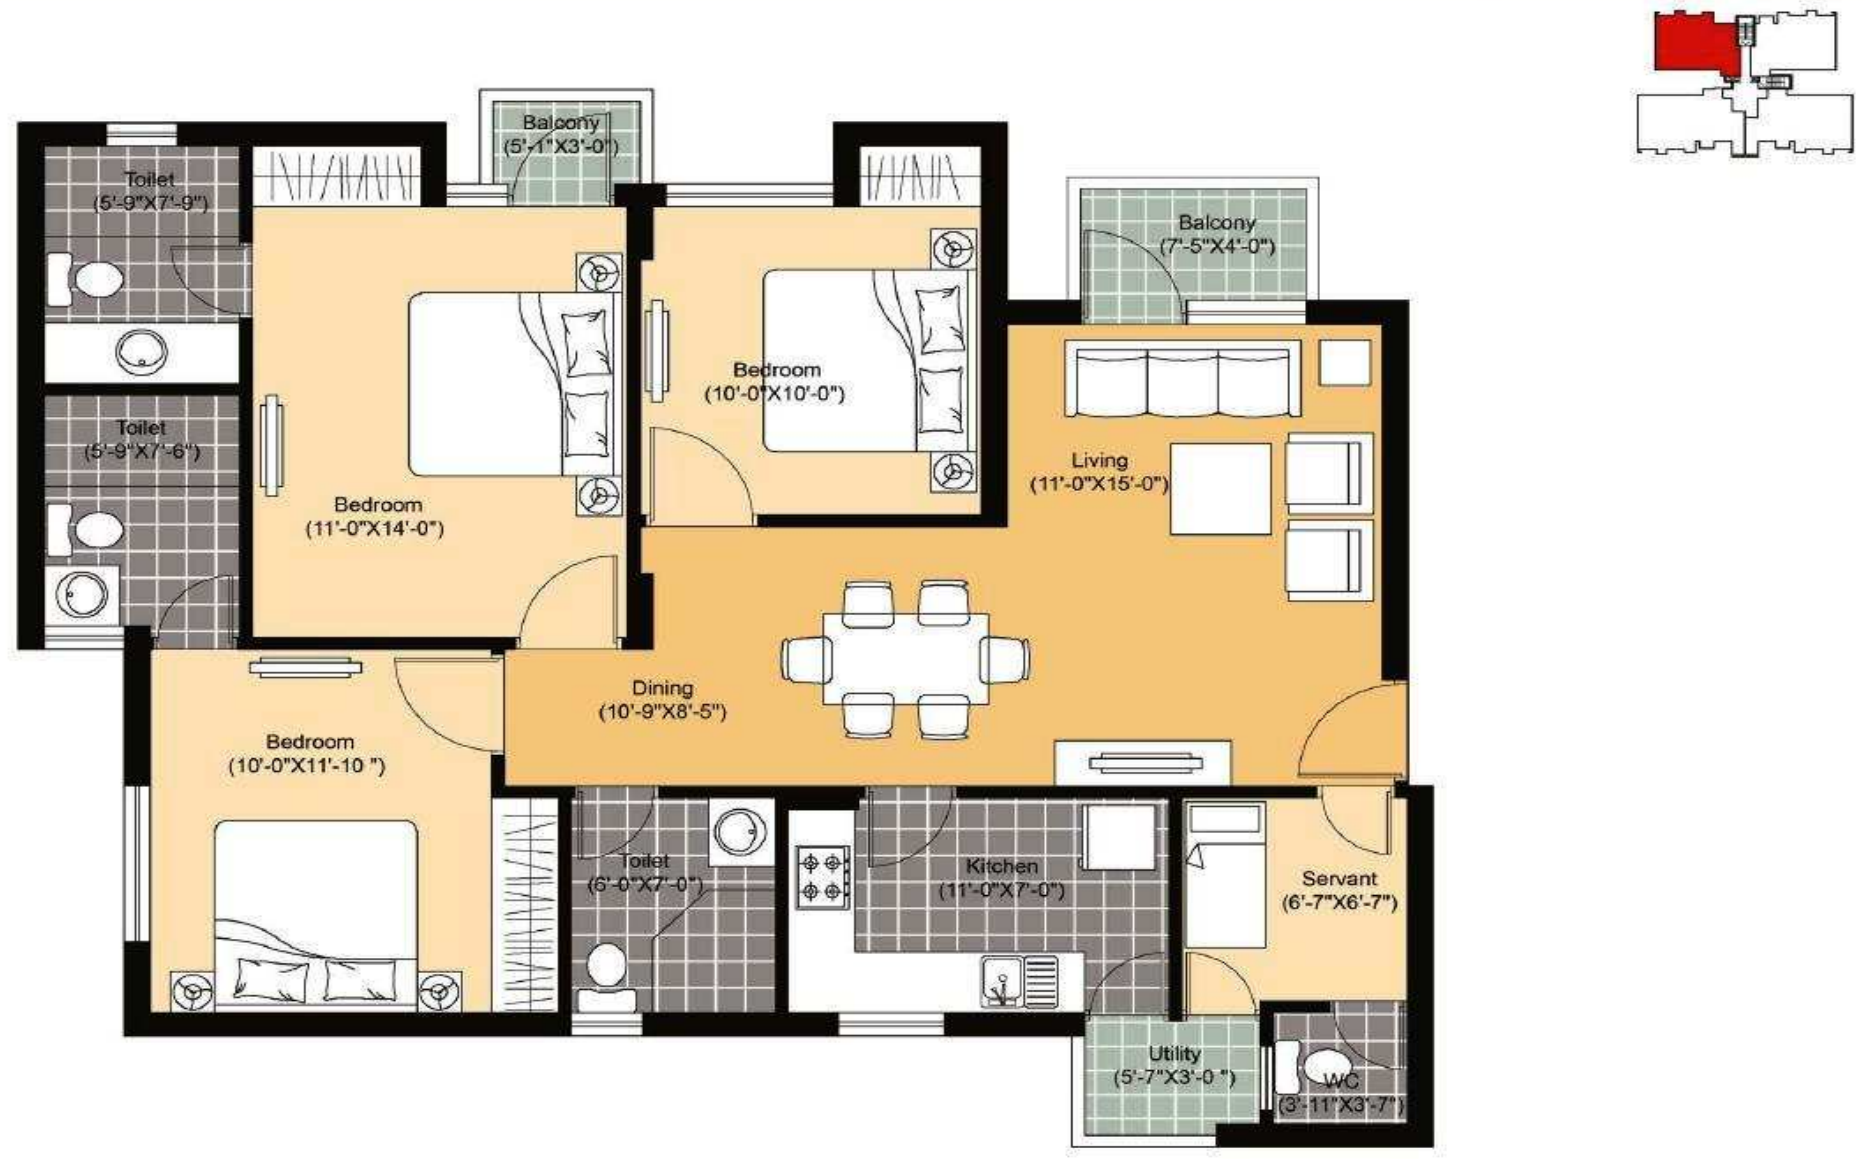 Balcony
(5'-1"X3'-0")
Toilet
(5'-9"X7'-9")
Balcony
(7'-5"X4'-0")
Bedroom
(10'-0"X10'-0")
Toilet
(5'-9"X7'-6")
Living
(11'-0"X15'-0")
Bedroom
(11'-0"X14'-0")
Dining
(10'-9"X8'-5")
Bedroom
(10'-0"X11'-10 ")
Toilet
(6'-0"X7'-0")
Kitchen
(11'-0"X7'-0")
Servant
(6'-7"X6'-7")
Utility
(5'-7"X3'-0 ")
WC
(3'-11"X3'-7")